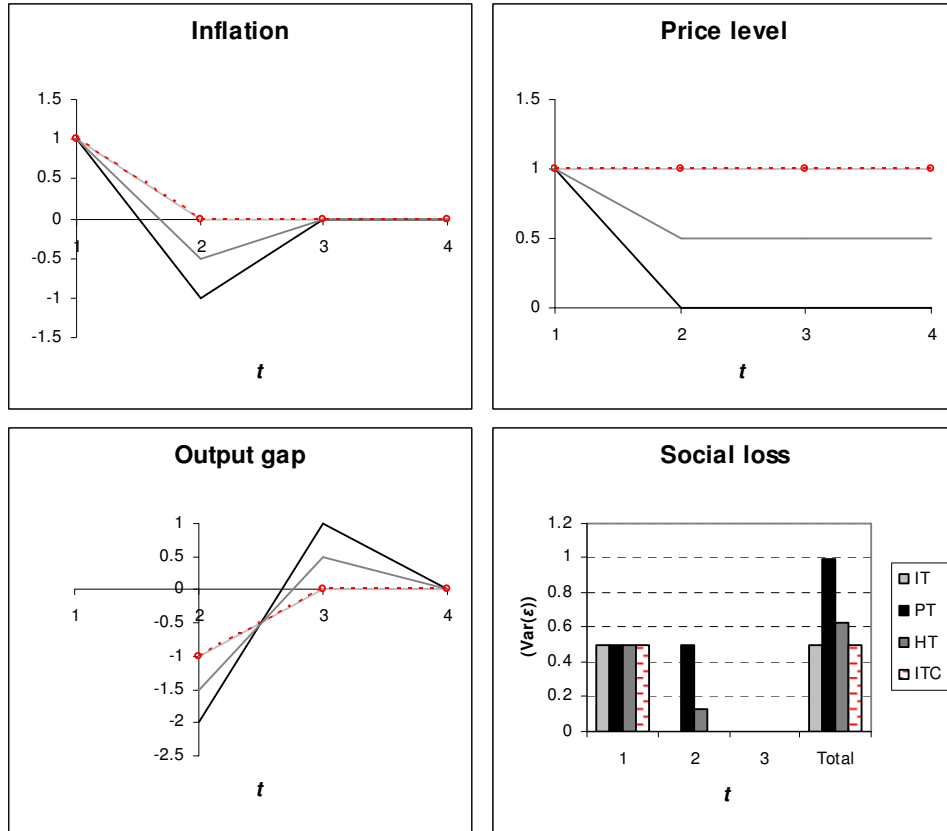 Inflation
1.5
1
0.5
0
-0.5
-1
-1.5
1 2 3 4
t
Price level
1.5
1
0.5
0
1 2 3 4
t
Output gap
1
0.5
0
-0.5
-1
-1.5
-2
-2.5
1 2 3 4
t
Social loss
(Var(ε))
1.2
1
0.8
0.6
0.4
0.2
0
1 2 3 Total
t
IT
PT
HT
ITC